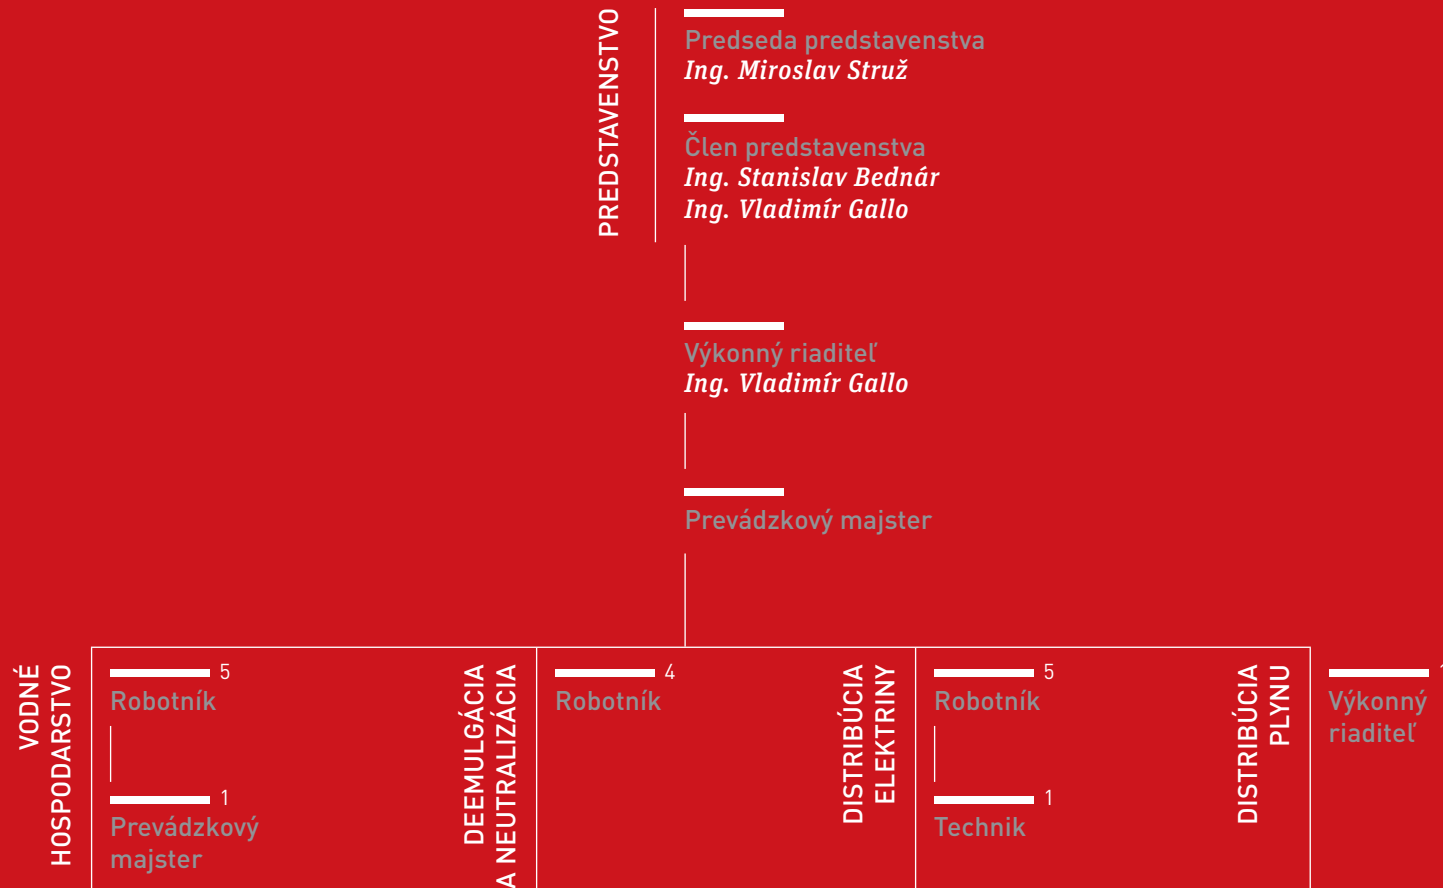 PREDSTAVENSTVO
Predseda predstavenstva
Ing. Miroslav Struž
Člen predstavenstva
Ing. Stanislav Bednár
Ing. Vladimír Gallo
Výkonný riaditeľ
Ing. Vladimír Gallo
Prevádzkový majster
VODNÉ
HOSPODARSTVO
5
Robotník
1
Prevádzkový
majster
DEEMULGÁCIA
A NEUTRALIZÁCIA
4
Robotník
DISTRIBÚCIA
ELEKTRINY
5
Robotník
1
Technik
DISTRIBÚCIA
PLYNU
Výkonný
riaditeľ